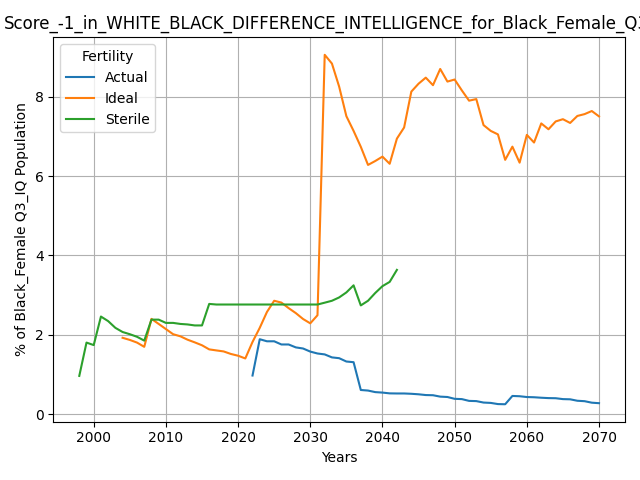 Score_-1_in_WHITE_BLACK_DIFFERENCE_INTELLIGENCE_for_Black_Female_Q3
Fertility
Actual
Ideal
Sterile
% of Black_Female Q3_IQ Population
8
6
4
2
0
2000 2010 2020 2030 2040 2050 2060 2070
Years